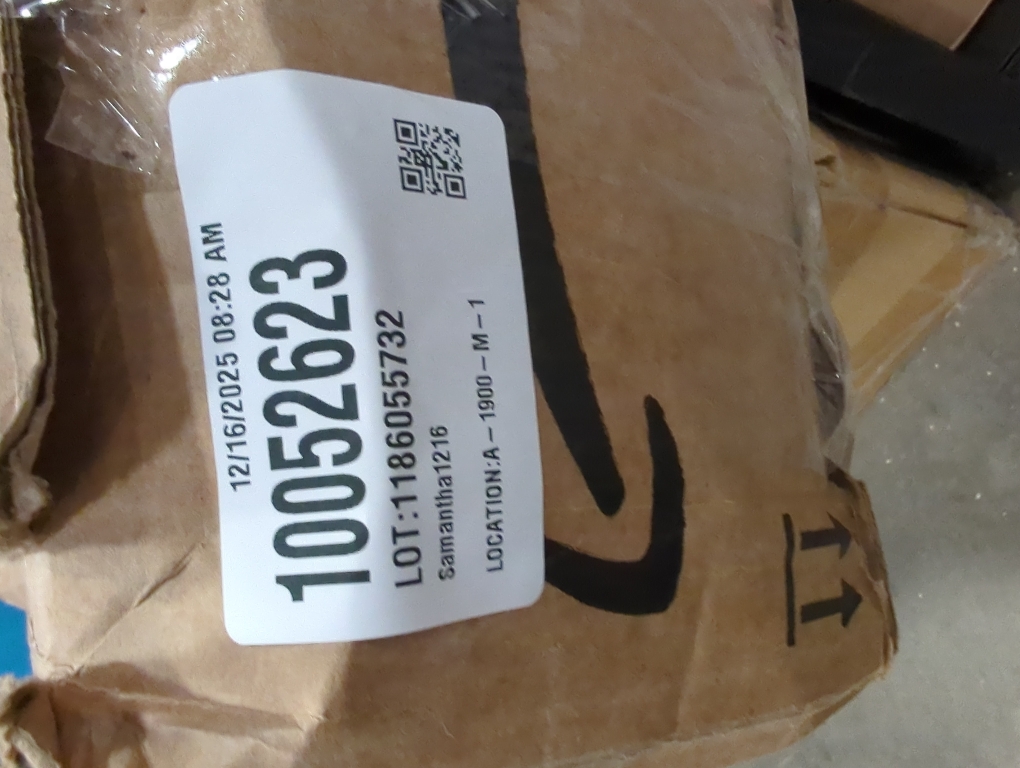 12/16/2025 08:28 AM
10052623
LOT:1186055732
Samantha1216
LOCATION:A-1900-M-1